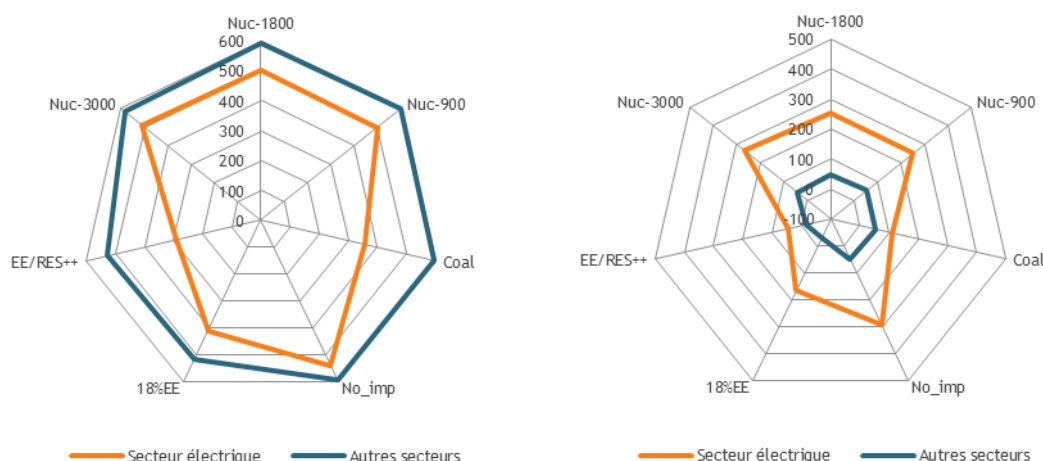 Nuc-1800
600
500
Nuc-3000
Nuc-900
400
300
200
100
0
EE/RES++
Coal
18%EE
No_imp
Secteur électrique
Autres secteurs
Nuc-1800
500
400
Nuc-3000
Nuc-900
300
200
100
0
-100
EE/RES++
Coal
18%EE
No_imp
Secteur électrique
Autres secteurs